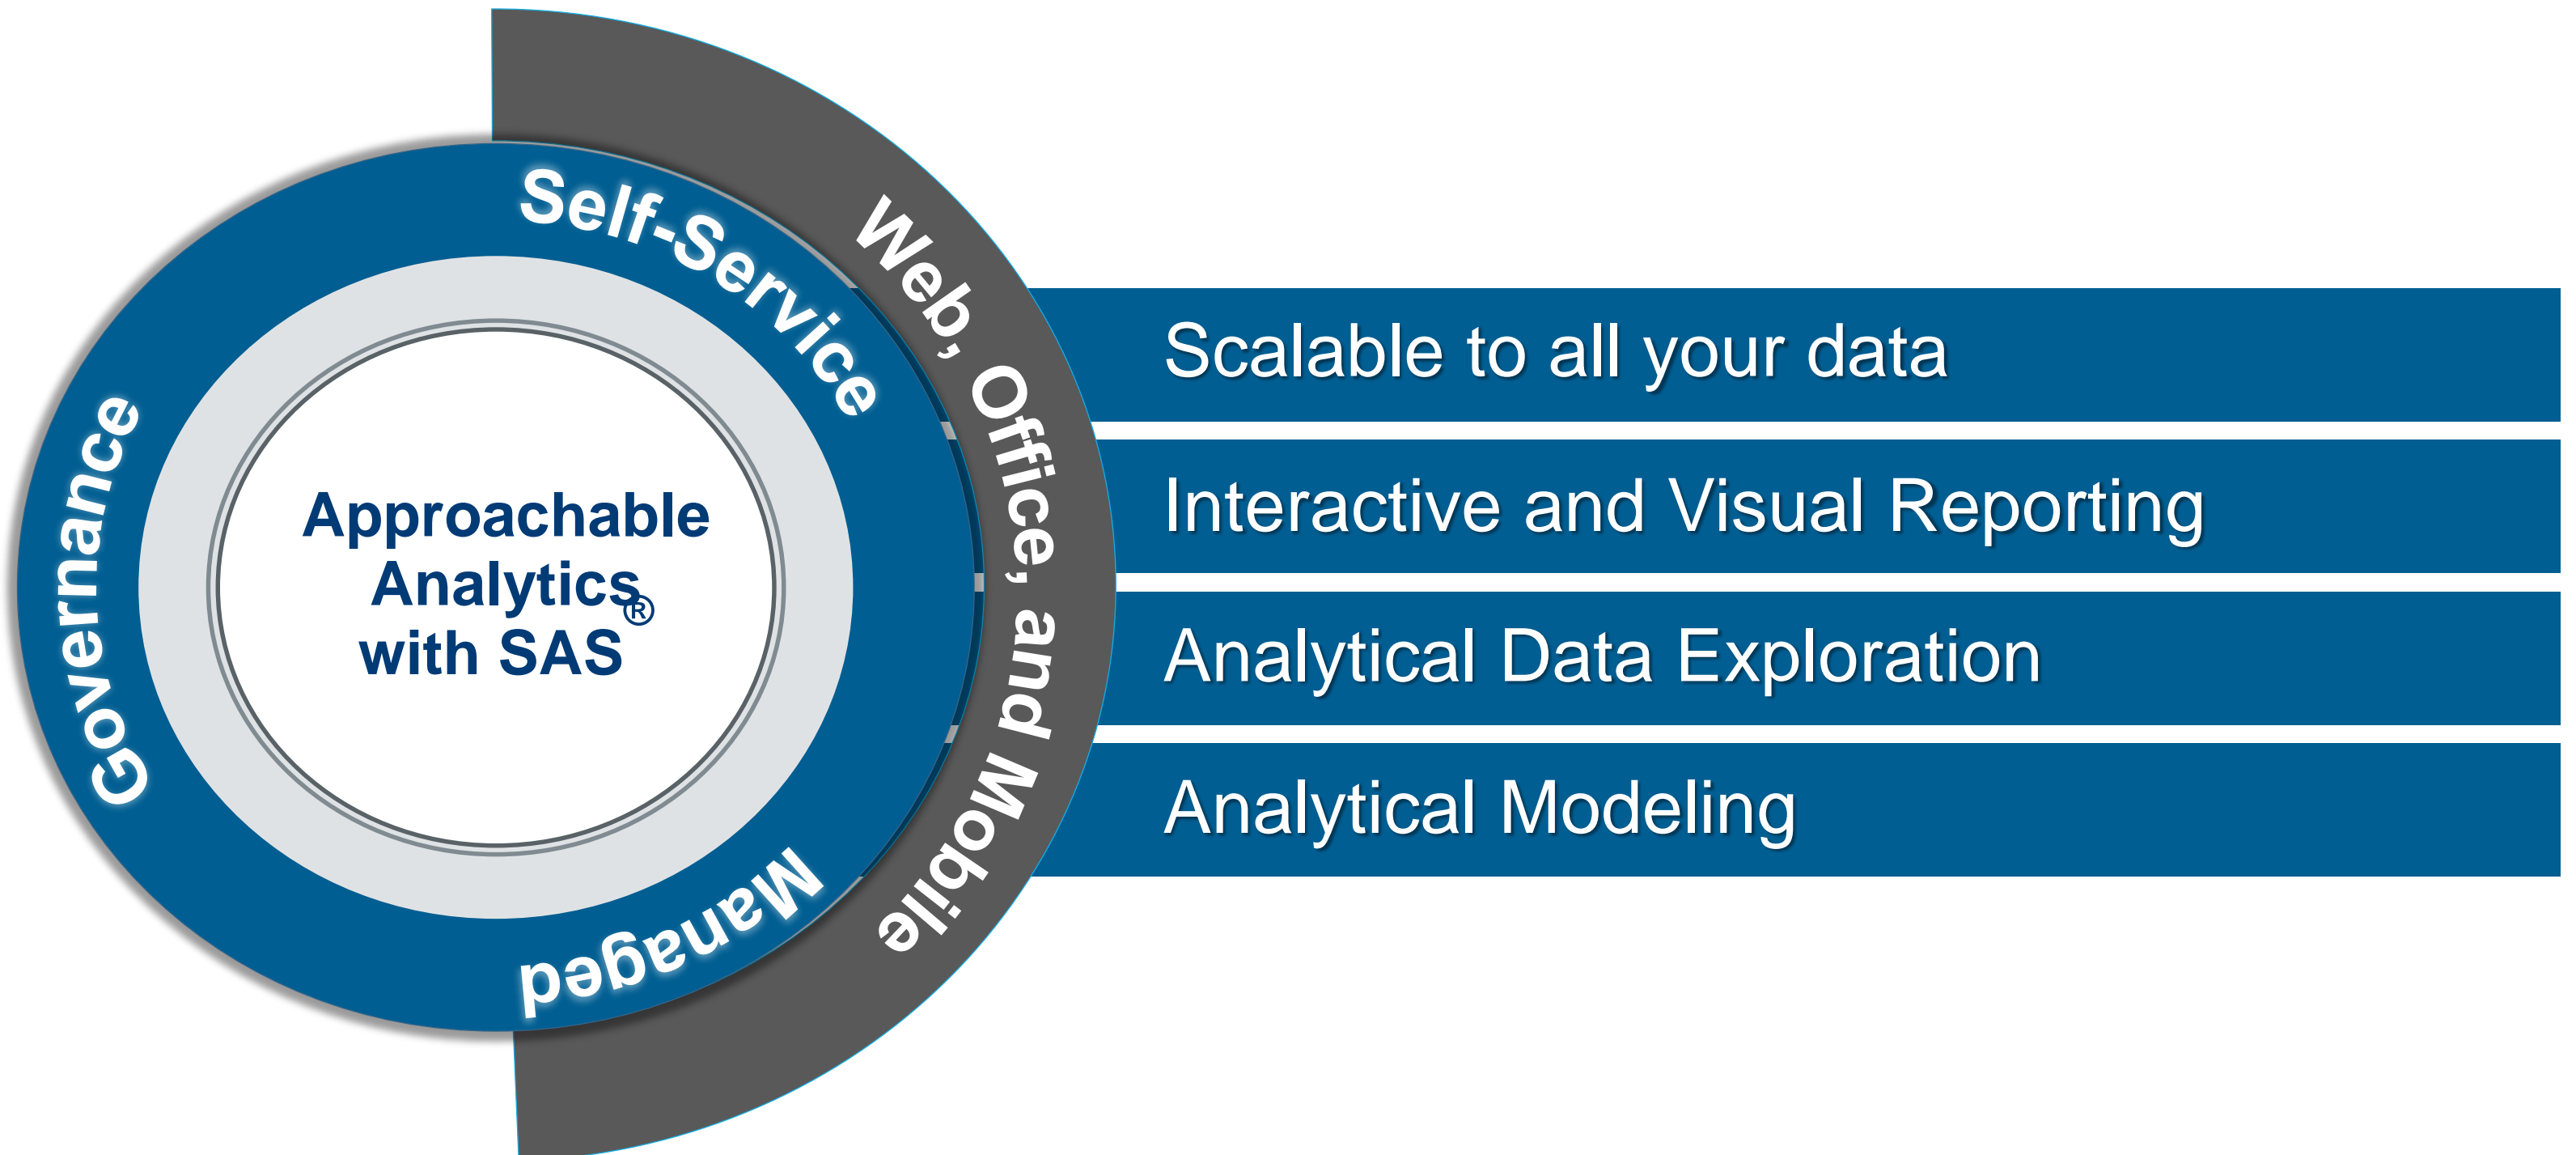 Self-Service
Governance
Managed
Web, Office, and Mobile
Approachable
Analytics
with SAS®
Scalable to all your data
Interactive and Visual Reporting
Analytical Data Exploration
Analytical Modeling